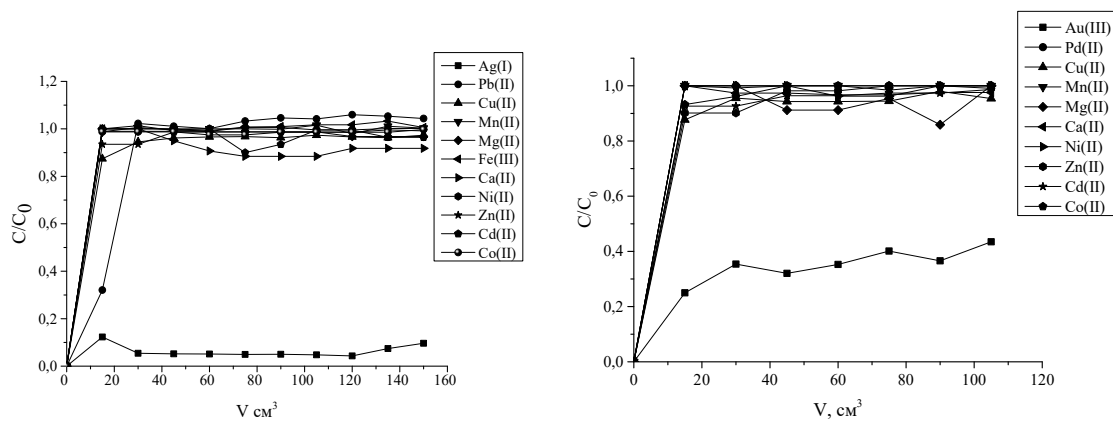 Ag(I)
Pb(II)
Cu(II)
Mn(II)
Mg(II)
Fe(III)
Ca(II)
Ni(II)
Zn(II)
Cd(II)
Co(II)
1,2
1,0
0,8
0,6
0,4
0,2
0,0
C/C0
0 20 40 60 80 100 120 140 160
V см³
Au(III)
Pd(II)
Cu(II)
Mn(II)
Mg(II)
Ca(II)
Ni(II)
Zn(II)
Cd(II)
Co(II)
1,0
0,8
0,6
0,4
0,2
0,0
C/C₀
0 20 40 60 80 100 120
V, см³